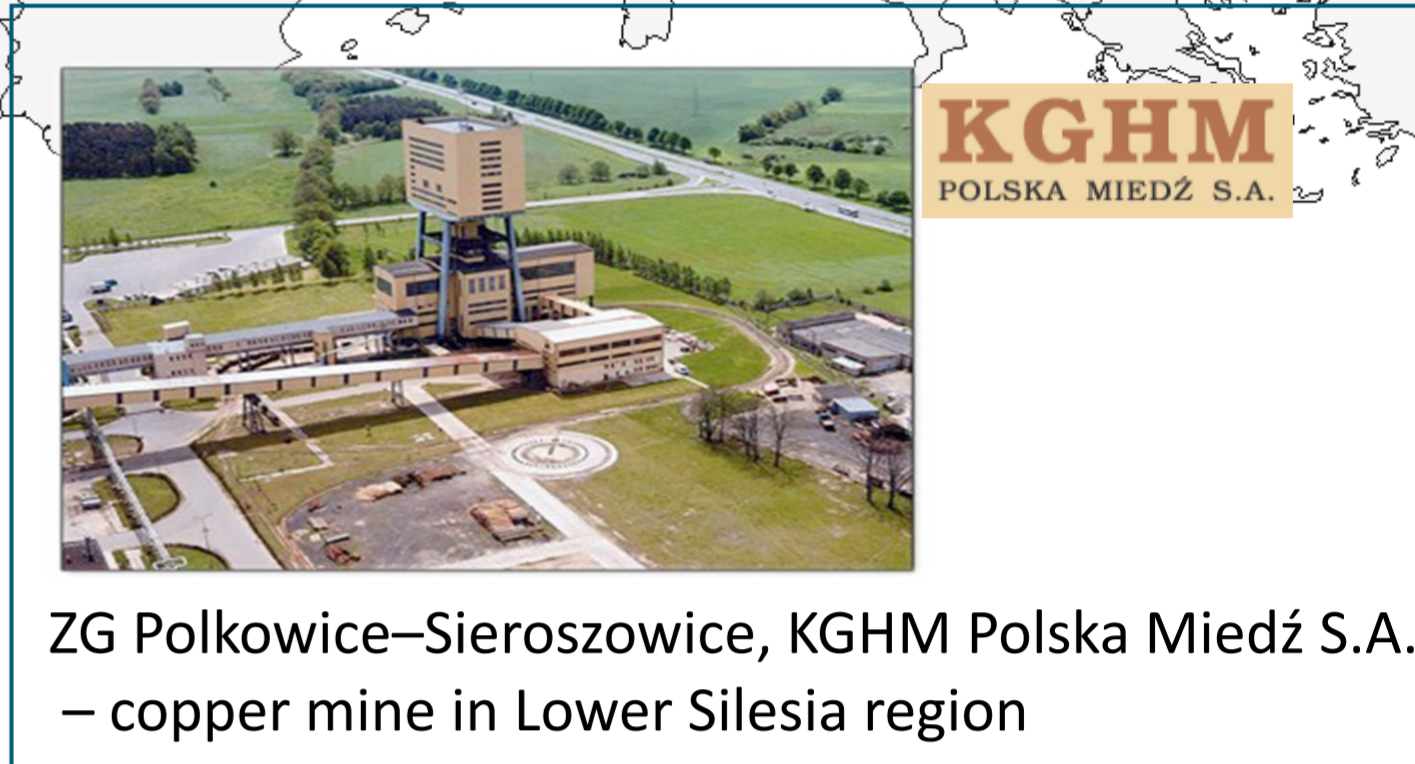 KGHM
POLSKA MIEDŹ S.A.
ZG Polkowice–Sieroszowice, KGHM Polska Miedź S.A.
– copper mine in Lower Silesia region